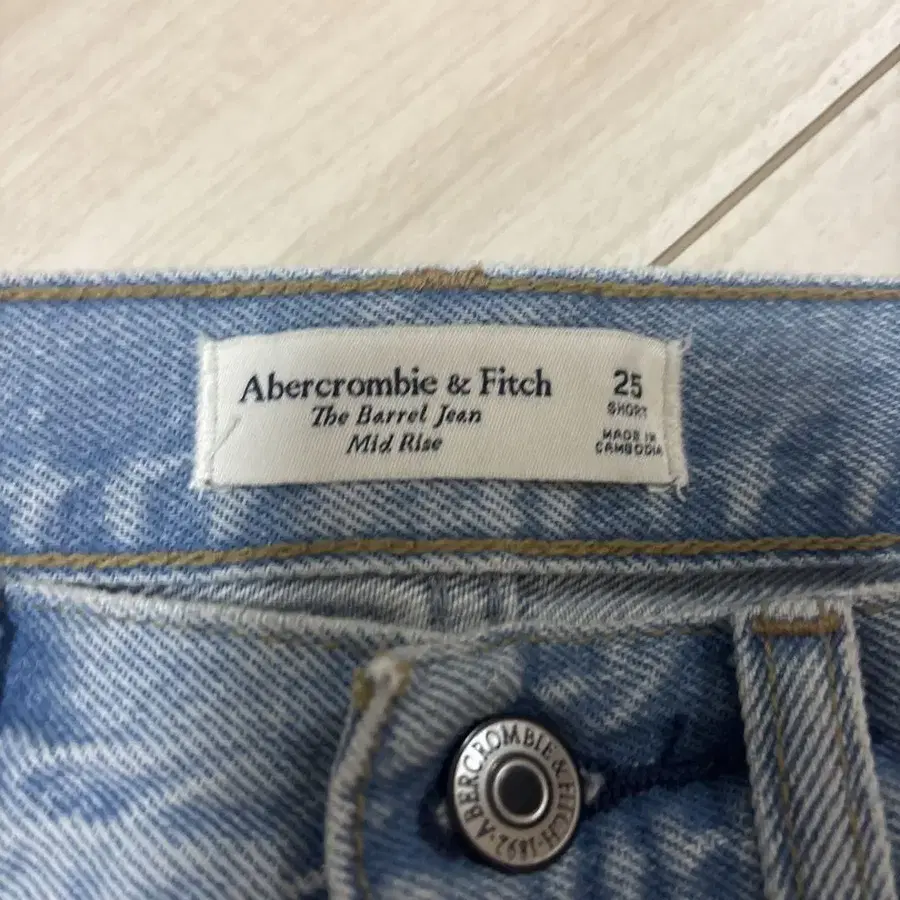 Abercrombie & Fitch
The Barrel Jean
Mid Rise
25
SHORT
MADE IN
CAMBODIA
ABERCROMBIE & FITCH · 1892 ·